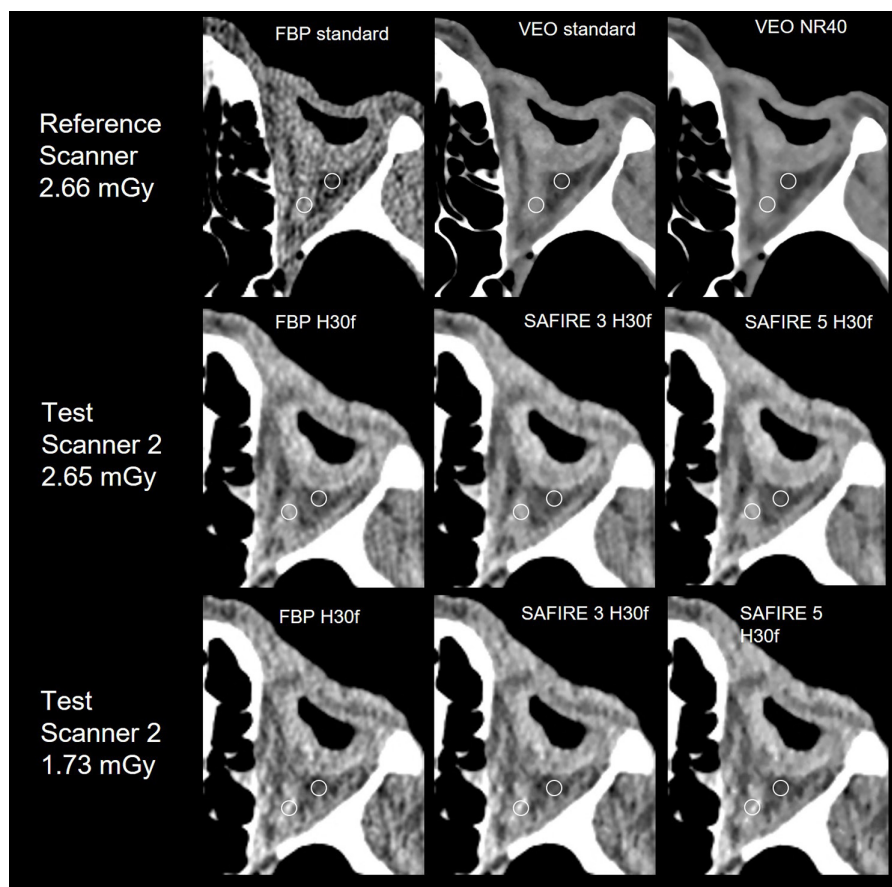 FBP standard
VEO standard
VEO NR40
Reference
Scanner
2.66 mGy
FBP H30f
SAFIRE 3 H30f
SAFIRE 5 H30f
Test
Scanner 2
2.65 mGy
FBP H30f
SAFIRE 3 H30f
SAFIRE 5
H30f
Test
Scanner 2
1.73 mGy